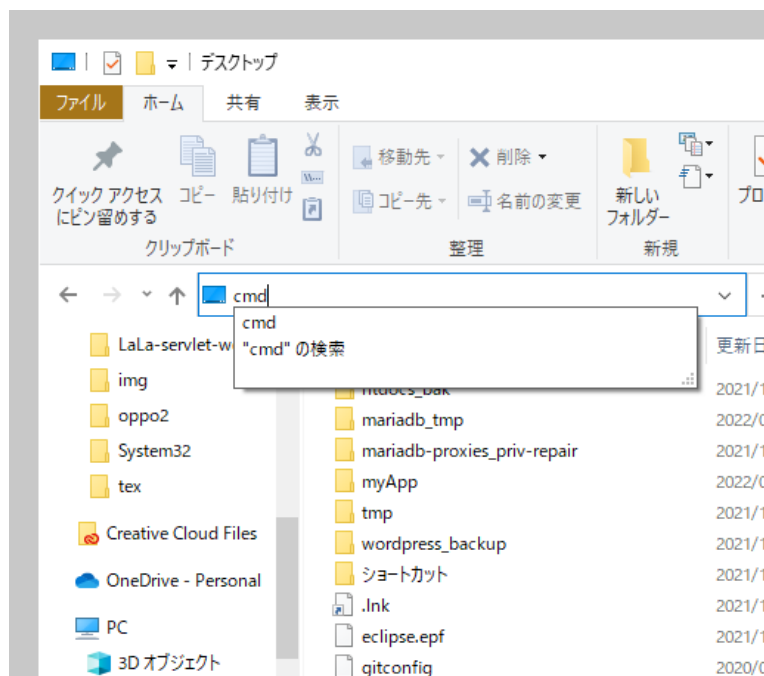 デスクトップ
ファイル ホーム 共有 表示
クイック アクセス
にピン留めする
コピー
貼り付け
移動先
コピー先
削除
名前の変更
新しい
フォルダー
プロ
クリップボード 整理 新規
cmd
cmd
"cmd" の検索
更新日
LaLa-servlet-w
img
oppo2
System32
tex
Creative Cloud Files
OneDrive - Personal
PC
3D オブジェクト
htdocs_bak 2021/1
mariadb_tmp 2022/0
mariadb-proxies_priv-repair 2021/1
myApp 2022/0
tmp 2021/1
wordpress_backup 2021/1
ショートカット 2021/1
.lnk 2021/1
eclipse.epf 2021/1
gitconfig 2020/0